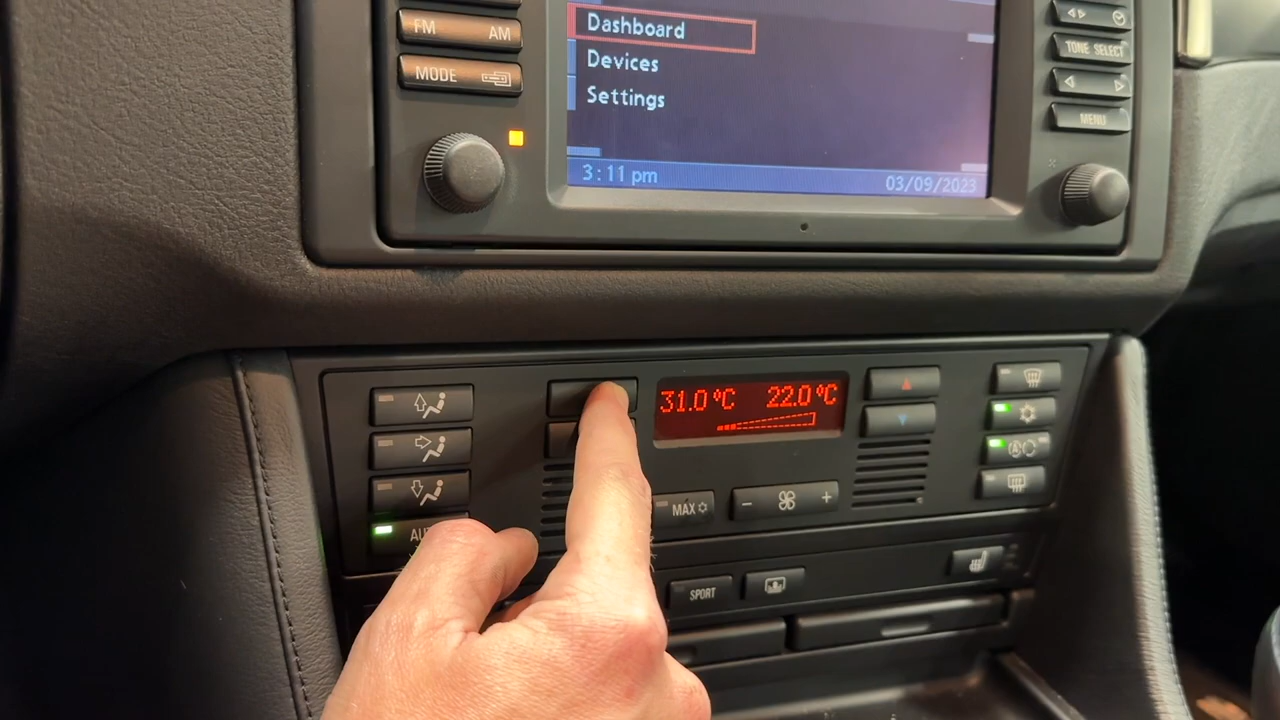 FM AM
MODE
Dashboard
Devices
Settings
3:11 pm
03/09/2023
TONE SELECT
MENU
31.0 °C 22.0 °C
MAX
- +
SPORT